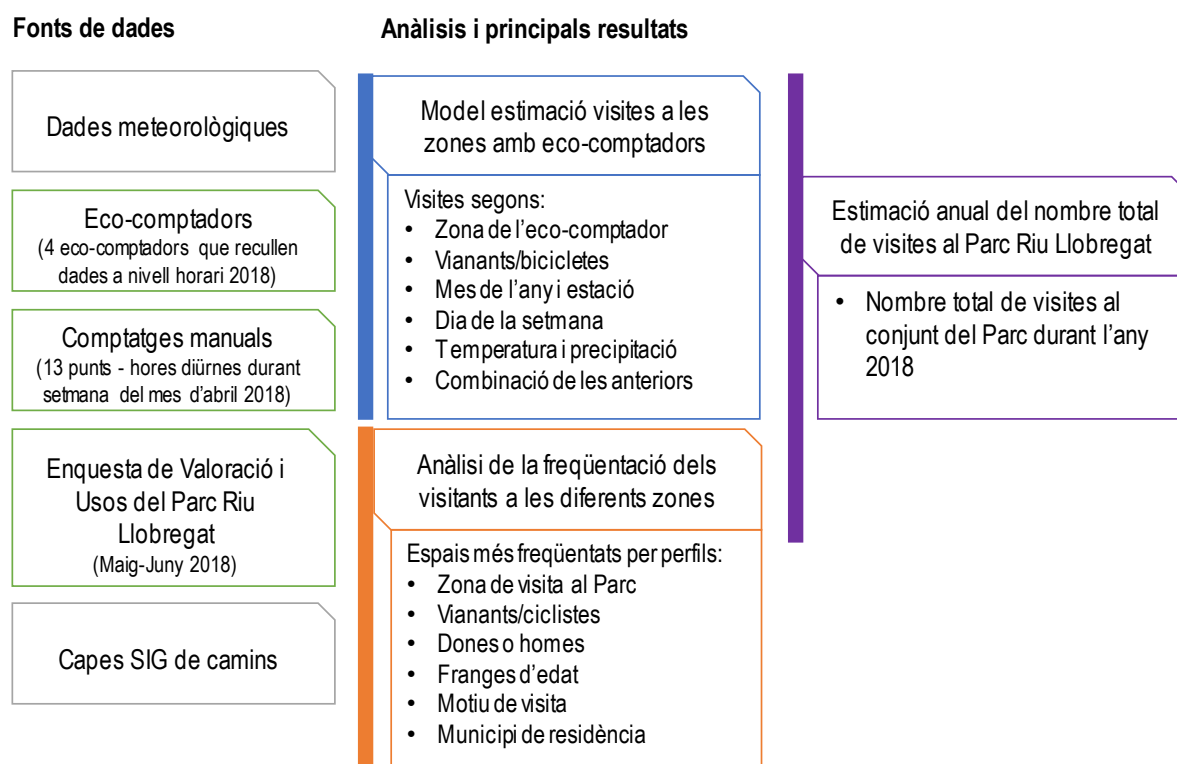 Fonts de dades
Anàlisis i principals resultats
Dades meteorològiques
Eco-comptadors
(4 eco-comptadors que recullen
dades a nivell horari 2018)
Comptatges manuals
(13 punts - hores diürnes durant
setmana del mes d'abril 2018)
Enquesta de Valoració i
Usos del Parc Riu
Llobregat
(Maig-Juny 2018)
Capes SIG de camins
Model estimació visites a les
zones amb eco-comptadors
Visites segons:
• Zona de l'eco-comptador
• Vianants/bicicletes
• Mes de l'any i estació
• Dia de la setmana
• Temperatura i precipitació
• Combinació de les anteriors
Anàlisi de la freqüentació dels
visitants a les diferents zones
Espais més freqüentats per perfils:
• Zona de visita al Parc
• Vianants/ciclistes
• Dones o homes
• Franges d'edat
• Motiu de visita
• Municipi de residència
Estimació anual del nombre total
de visites al Parc Riu Llobregat
• Nombre total de visites al
conjunt del Parc durant l'any
2018